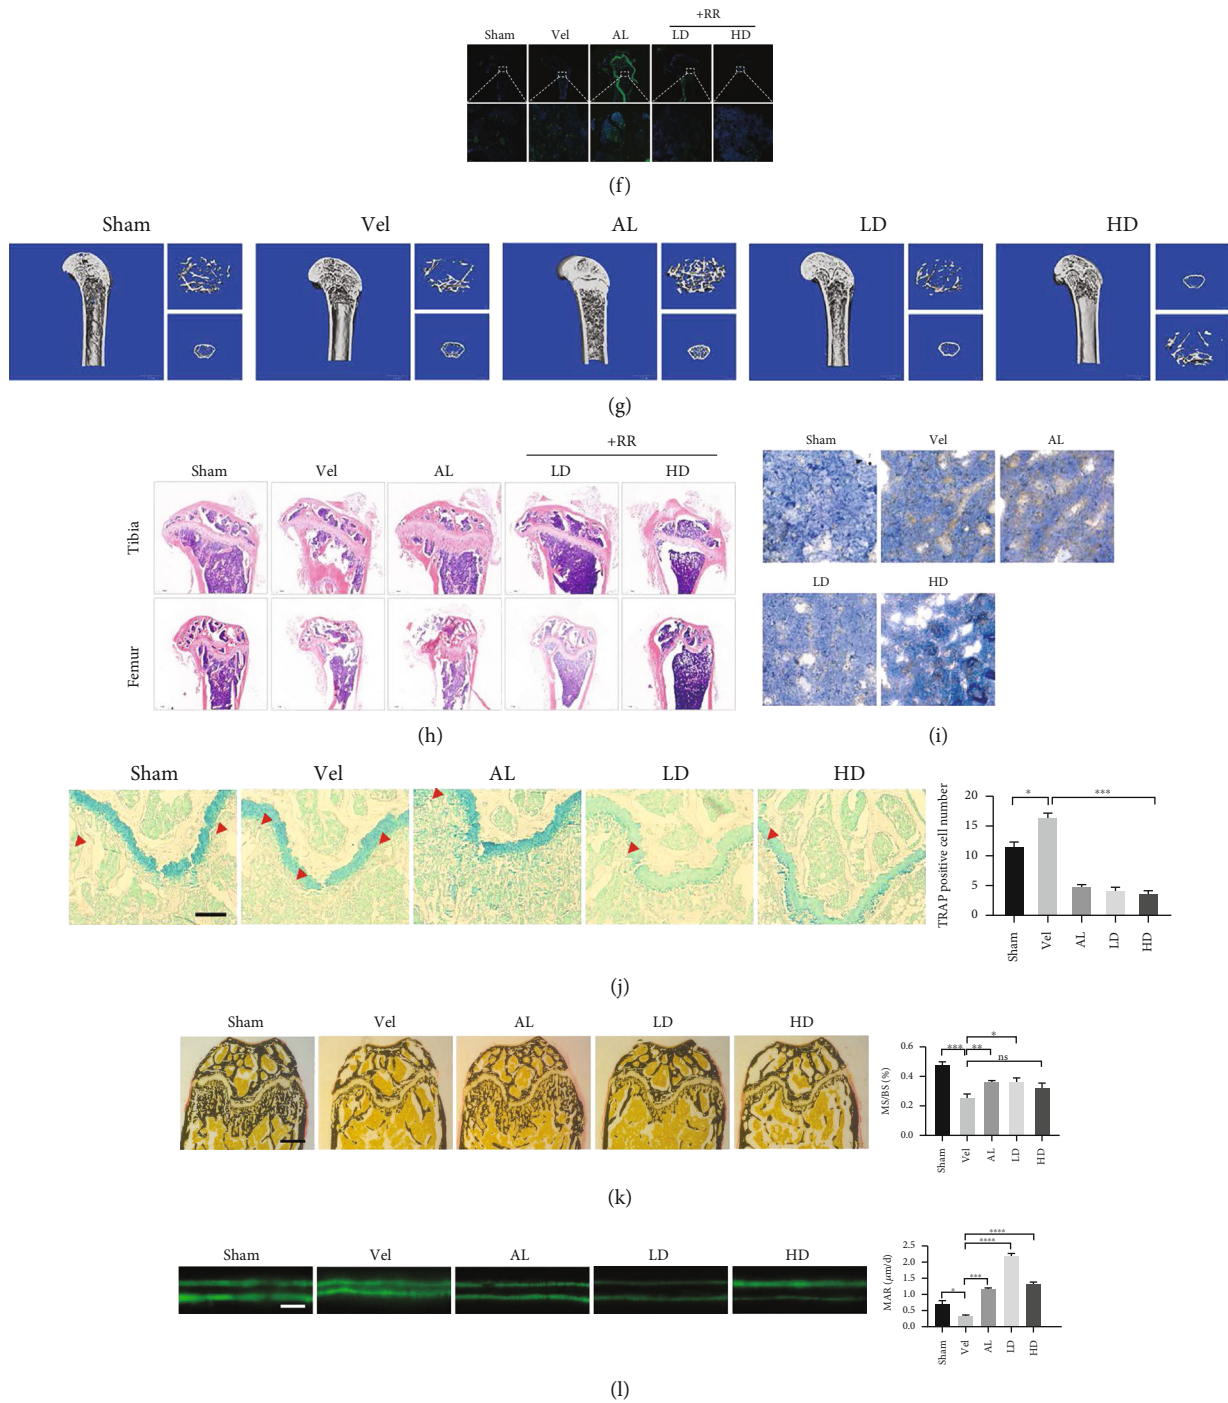 +RR
Sham Vel AL LD HD
(f)
Sham Vel AL LD HD
(g)
+RR
Sham Vel AL LD HD
Tibia
Femur
(h)
Sham Vel AL
LD HD
(i)
Sham Vel AL LD HD
TRAP positive cell number
20
15
10
5
0
* ***
Sham Vel AL LD HD
(j)
Sham Vel AL LD HD
MS/BS (%)
0.6
0.4
0.2
0.0
*
*** **
ns
Sham Vel AL LD HD
(k)
Sham Vel AL LD HD
MAR (μm/d)
2.5
2.0
1.5
1.0
0.5
0.0
****
****
***
*
Sham Vel AL LD HD
(l)